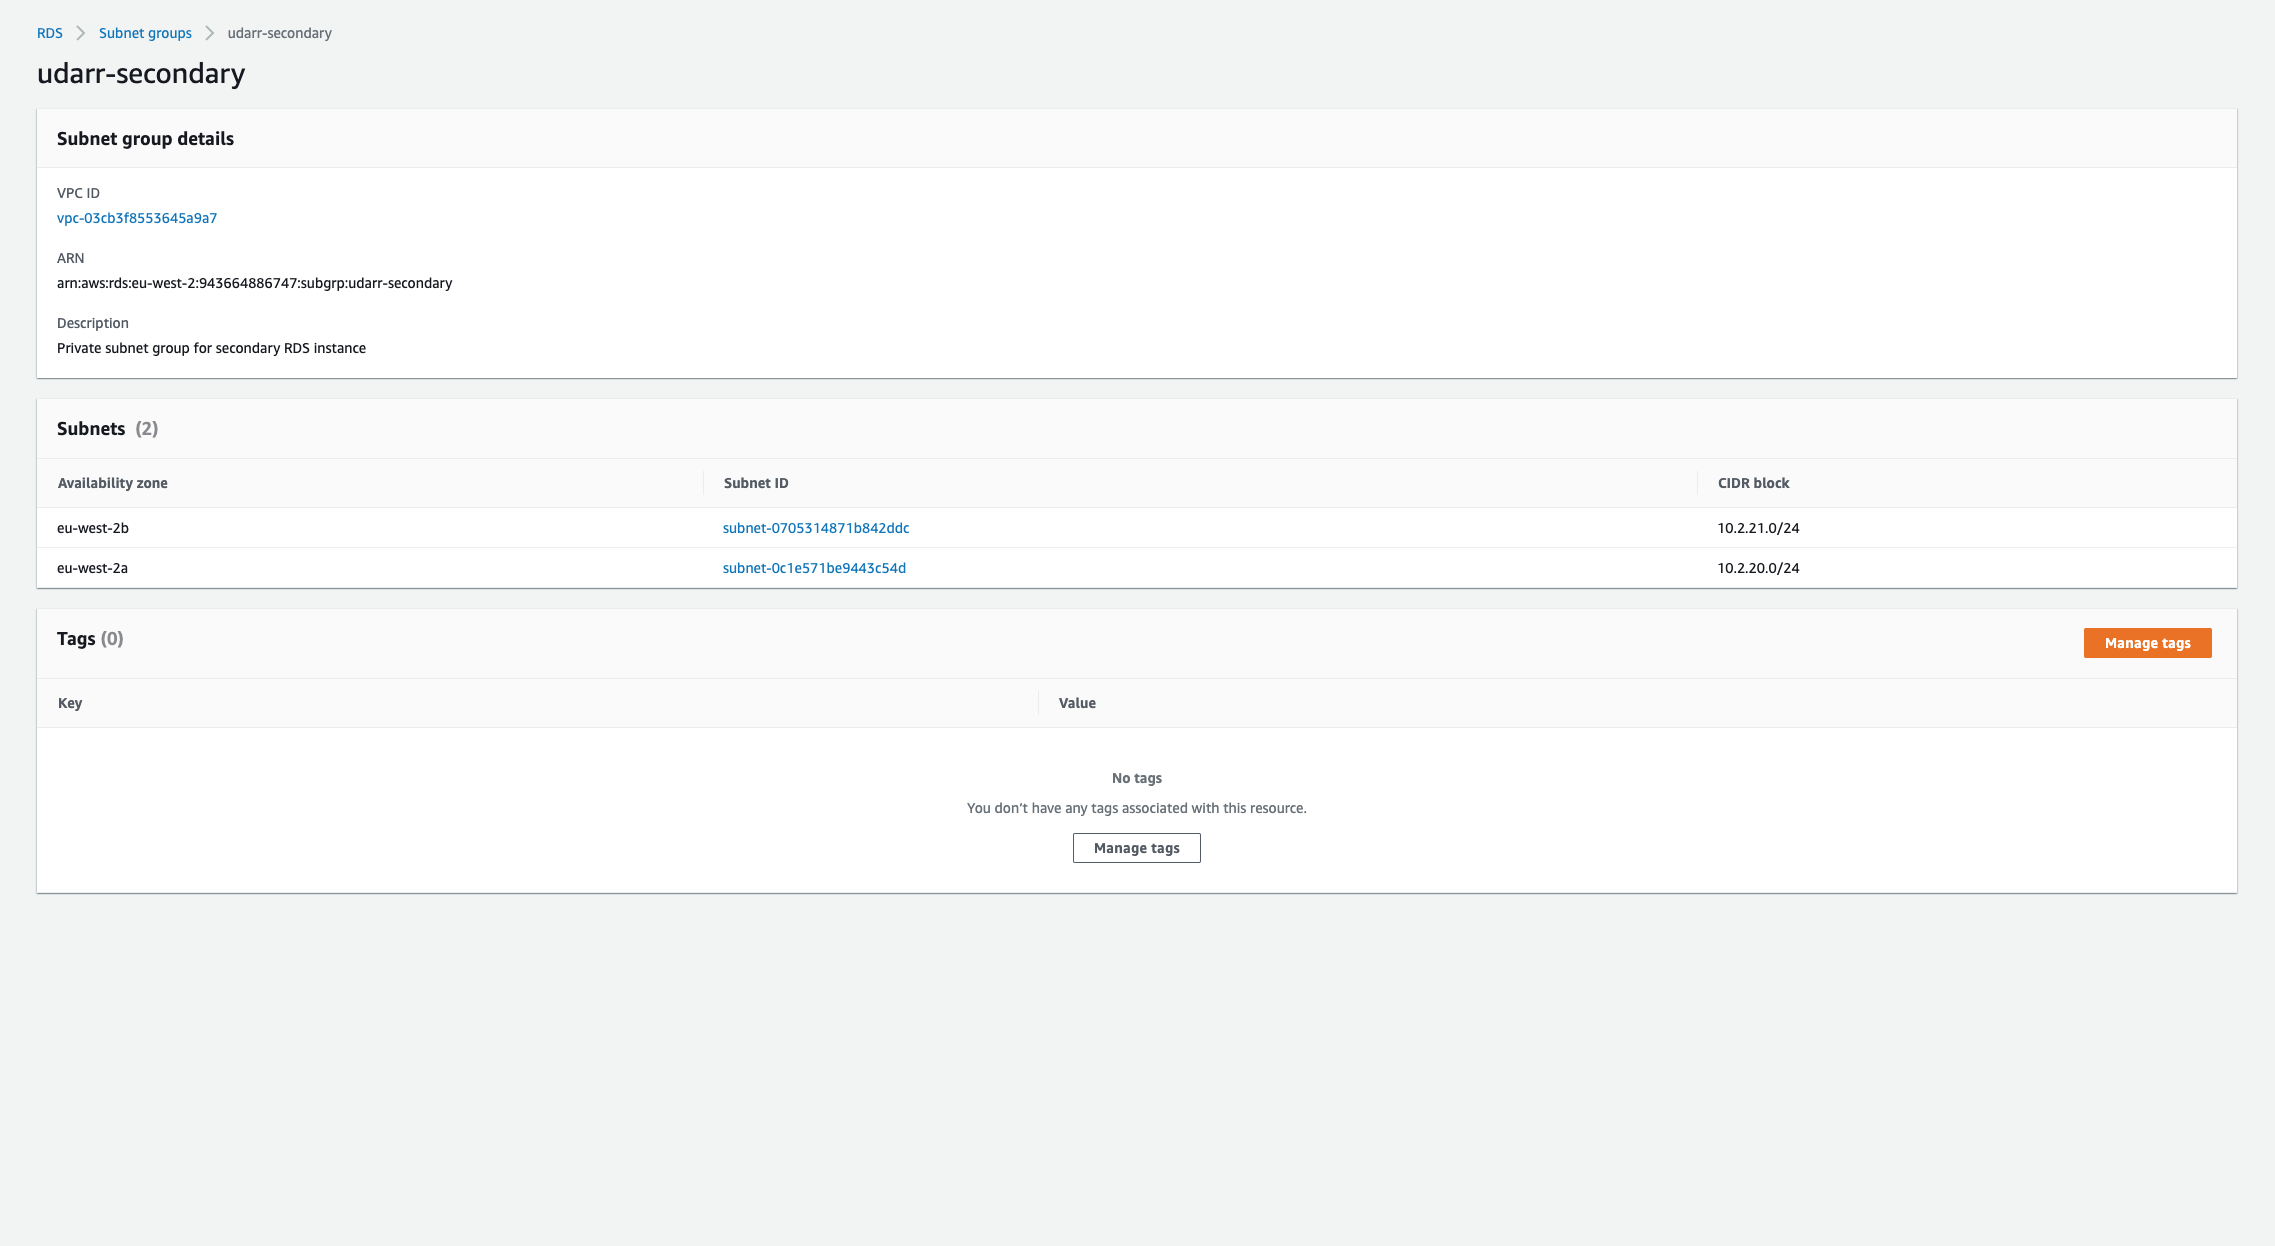 RDS > Subnet groups > udarr-secondary
udarr-secondary
Subnet group details
VPC ID
vpc-03cb3f8553645a9a7
ARN
arn:aws:rds:eu-west-2:943664886747:subgrp:udarr-secondary
Description
Private subnet group for secondary RDS instance
Subnets (2)
Availability zone Subnet ID CIDR block
eu-west-2b subnet-0705314871b842ddc 10.2.21.0/24
eu-west-2a subnet-0c1e571be9443c54d 10.2.20.0/24
Tags (0) Manage tags
Key Value
No tags
You don’t have any tags associated with this resource.
Manage tags